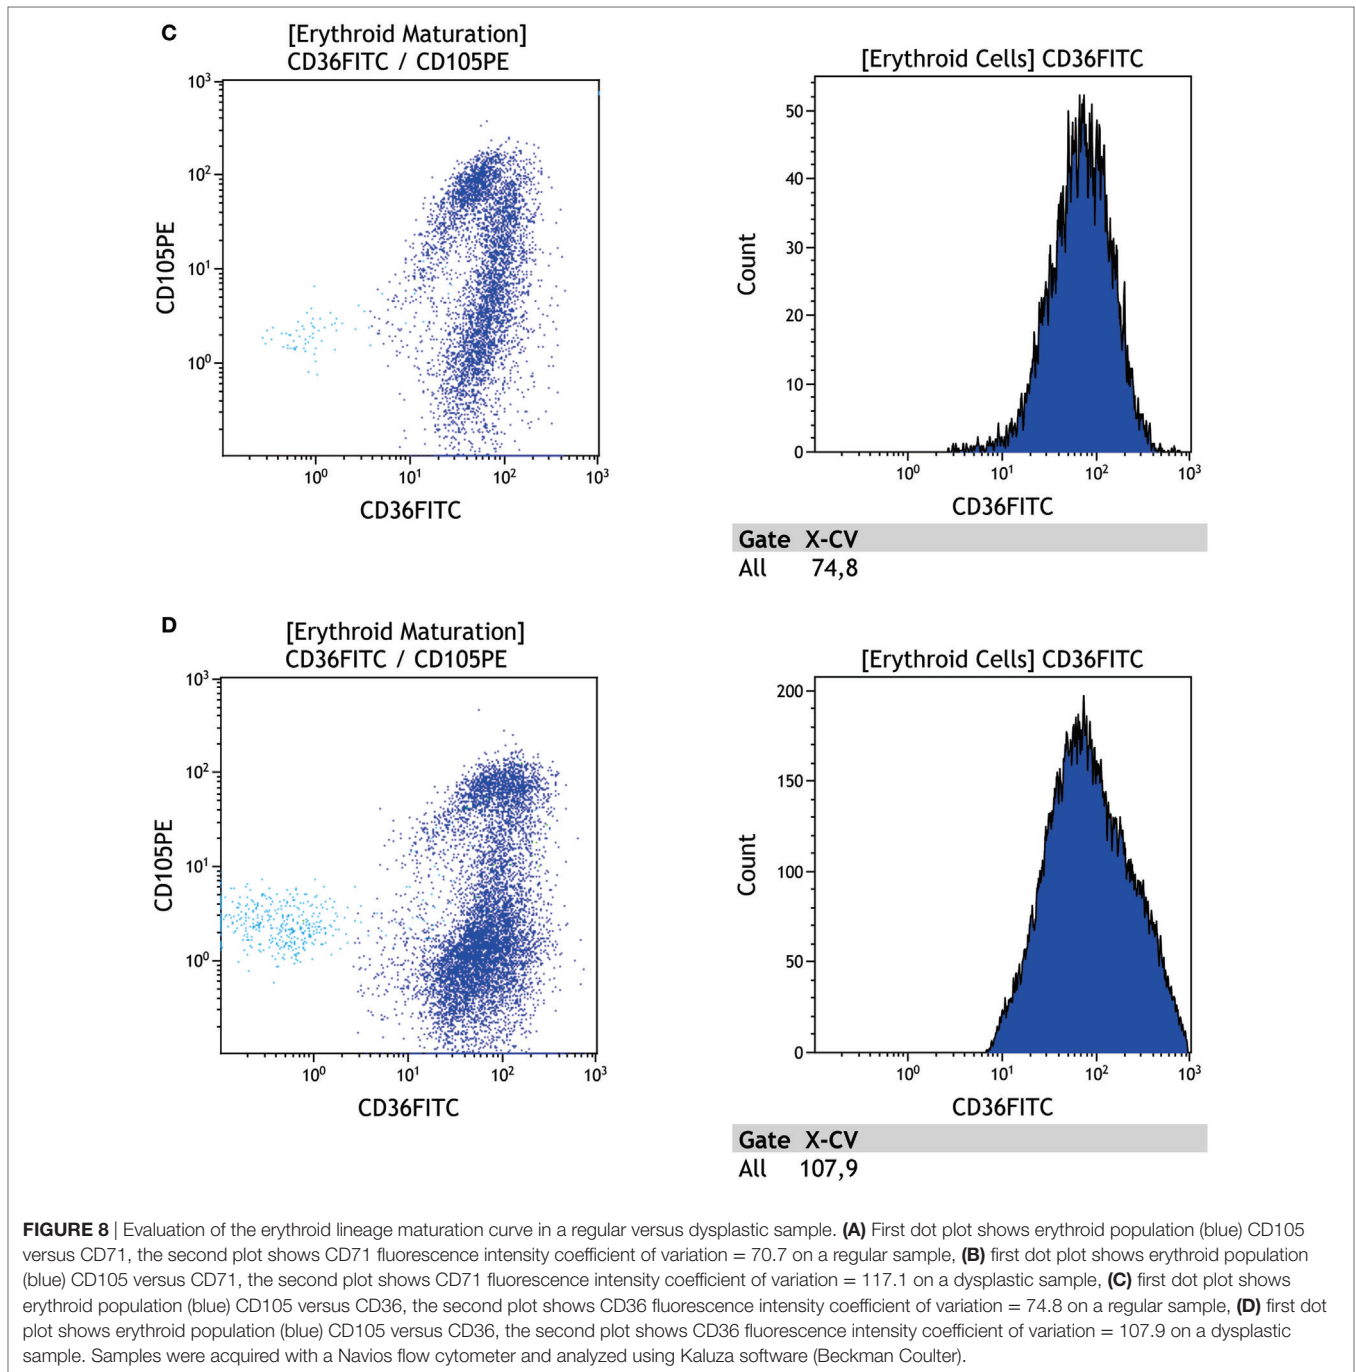 C
[Erythroid Maturation]
CD36FITC / CD105PE
10³
10²
10¹
10⁰
CD105PE
10⁰ 10¹ 10² 10³
CD36FITC
[Erythroid Cells] CD36FITC
50
40
30
20
10
0
Count
10⁰ 10¹ 10² 10³
CD36FITC
Gate X-CV
All 74,8
D
[Erythroid Maturation]
CD36FITC / CD105PE
10³
10²
10¹
10⁰
CD105PE
10⁰ 10¹ 10² 10³
CD36FITC
[Erythroid Cells] CD36FITC
200
150
100
50
0
Count
10⁰ 10¹ 10² 10³
CD36FITC
Gate X-CV
All 107,9
FIGURE 8 | Evaluation of the erythroid lineage maturation curve in a regular versus dysplastic sample. (A) First dot plot shows erythroid population (blue) CD105
versus CD71, the second plot shows CD71 fluorescence intensity coefficient of variation = 70.7 on a regular sample, (B) first dot plot shows erythroid population
(blue) CD105 versus CD71, the second plot shows CD71 fluorescence intensity coefficient of variation = 117.1 on a dysplastic sample, (C) first dot plot shows
erythroid population (blue) CD105 versus CD36, the second plot shows CD36 fluorescence intensity coefficient of variation = 74.8 on a regular sample, (D) first dot
plot shows erythroid population (blue) CD105 versus CD36, the second plot shows CD36 fluorescence intensity coefficient of variation = 107.9 on a dysplastic
sample. Samples were acquired with a Navios flow cytometer and analyzed using Kaluza software (Beckman Coulter).